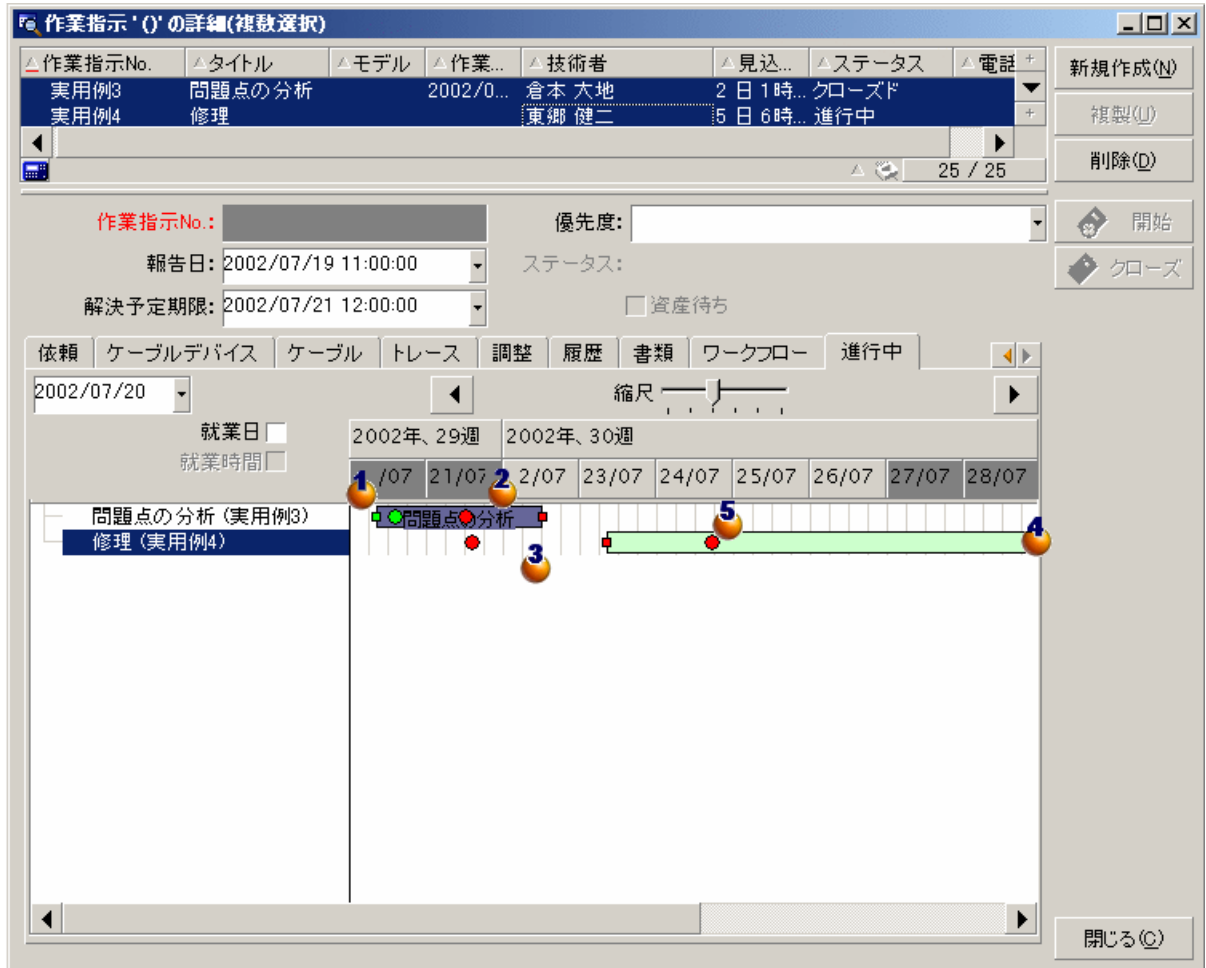 作業指示 '()' の詳細(複数選択)
作業指示No. タイトル モデル 作業... 技術者 見込... ステータス 電話
実用例3 問題点の分析 2002/0... 倉本 大地 2 日 1時... クローズド
実用例4 修理 東郷 健二 5 日 6時... 進行中
25 / 25
新規作成(N)
複製(U)
削除(D)
開始
クローズ
作業指示No.:
優先度:
報告日: 2002/07/19 11:00:00
ステータス:
解決予定期限: 2002/07/21 12:00:00
資産待ち
依頼 ケーブルデバイス ケーブル トレース 調整 履歴 書類 ワークフロー 進行中
2002/07/20
縮尺
就業日
就業時間
2002年、29週 2002年、30週
/07 21/07 2/07 23/07 24/07 25/07 26/07 27/07 28/07
1 2
問題点の分析 (実用例3) 問題点の分析 5
修理 (実用例4) 4
3
閉じる(C)